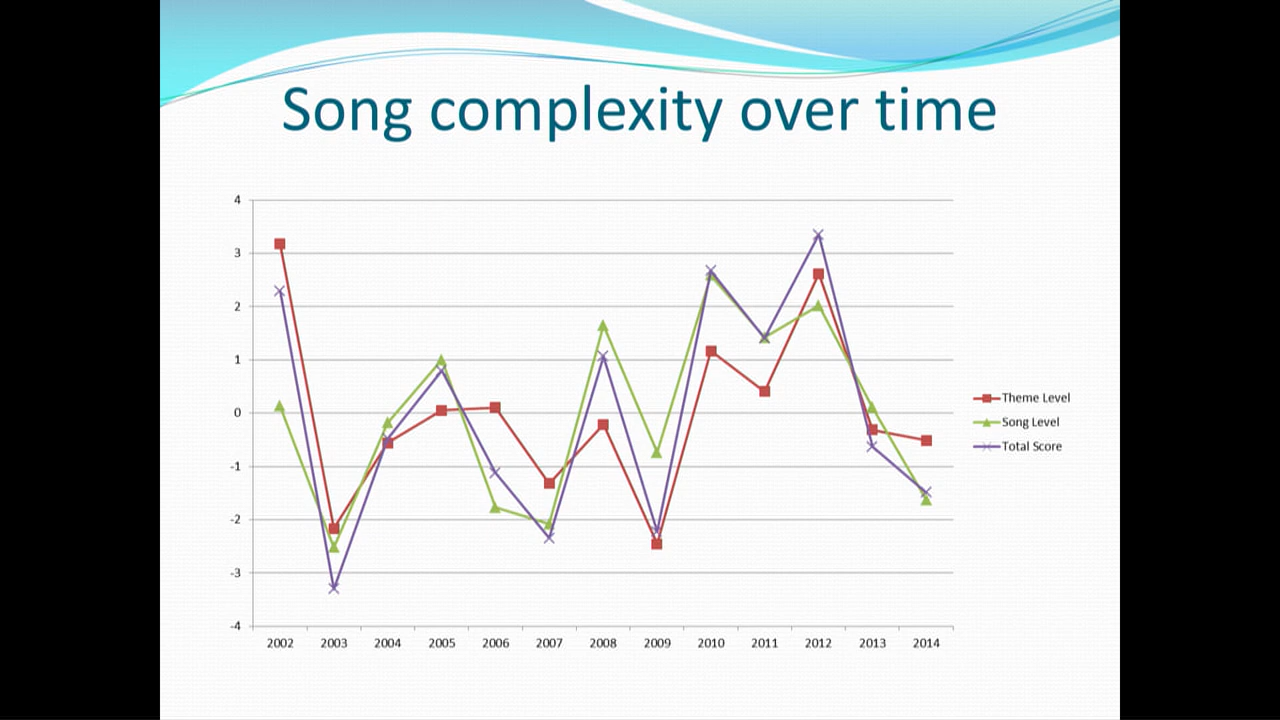 Song complexity over time
4
3
2
1
0
-1
-2
-3
-4
2002 2003 2004 2005 2006 2007 2008 2009 2010 2011 2012 2013 2014
Theme Level
Song Level
Total Score